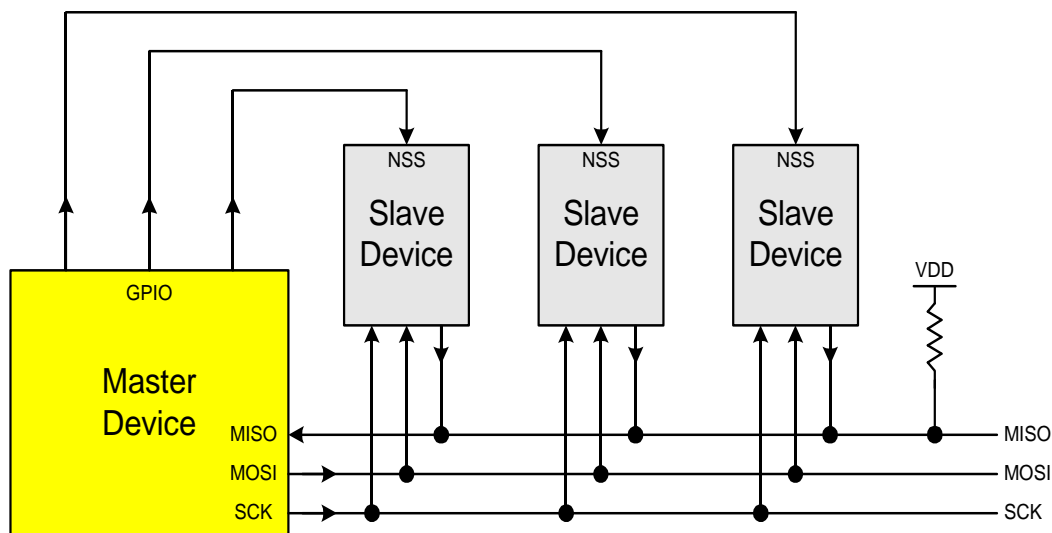 NSS
NSS
NSS
Slave
Device
Slave
Device
Slave
Device
VDD
GPIO
Master
Device
MISO
MOSI
SCK
MISO
MOSI
SCK